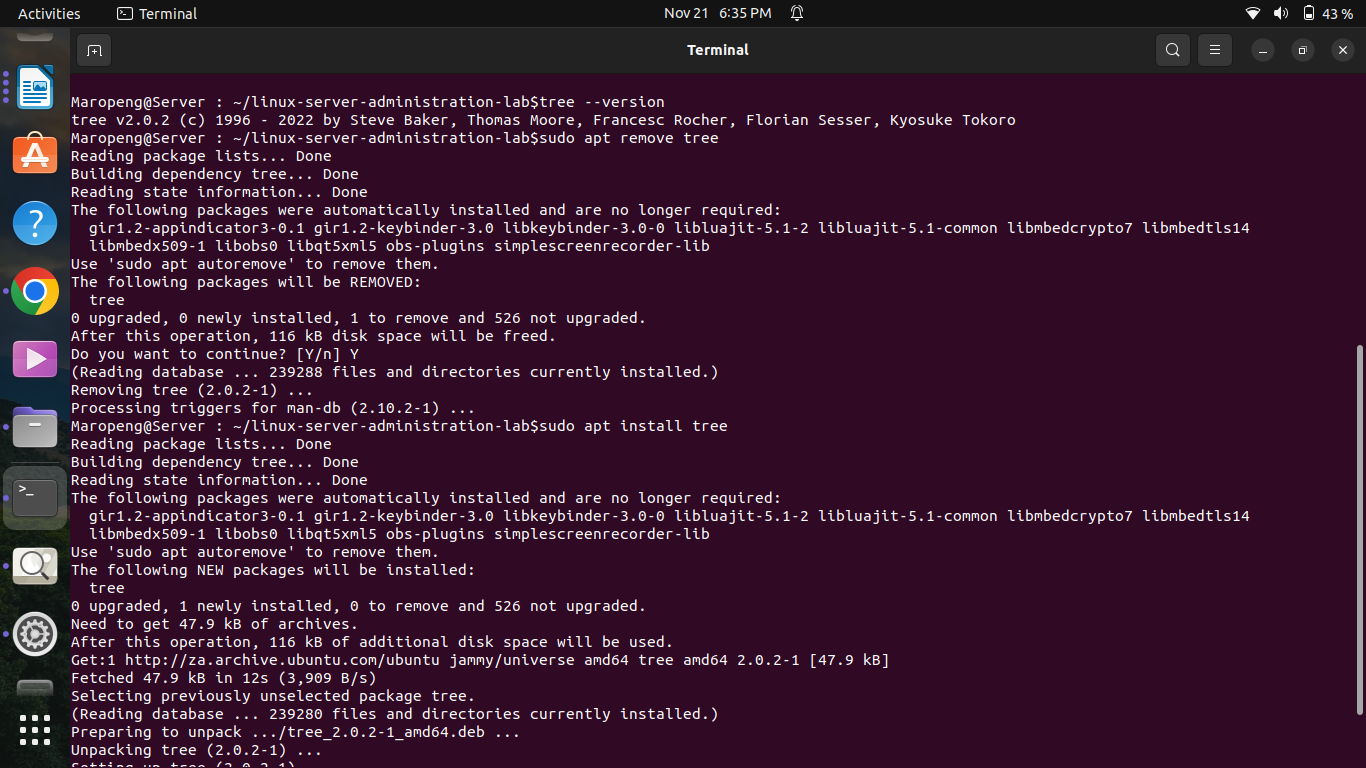 Activities
Terminal
Nov 21 6:35 PM
43 %
Terminal
Maropeng@Server : ~/linux-server-administration-lab$tree --version
tree v2.0.2 (c) 1996 - 2022 by Steve Baker, Thomas Moore, Francesc Rocher, Florian Sesser, Kyosuke Tokoro
Maropeng@Server : ~/linux-server-administration-lab$sudo apt remove tree
Reading package lists... Done
Building dependency tree... Done
Reading state information... Done
The following packages were automatically installed and are no longer required:
  gir1.2-appindicator3-0.1 gir1.2-keybinder-3.0 libkeybinder-3.0-0 libluajit-5.1-2 libluajit-5.1-common libmbedcrypto7 libmbedtls14
  libmbedx509-1 libobs0 libqt5xml5 obs-plugins simplescreenrecorder-lib
Use 'sudo apt autoremove' to remove them.
The following packages will be REMOVED:
  tree
0 upgraded, 0 newly installed, 1 to remove and 526 not upgraded.
After this operation, 116 kB disk space will be freed.
Do you want to continue? [Y/n] Y
(Reading database ... 239288 files and directories currently installed.)
Removing tree (2.0.2-1) ...
Processing triggers for man-db (2.10.2-1) ...
Maropeng@Server : ~/linux-server-administration-lab$sudo apt install tree
Reading package lists... Done
Building dependency tree... Done
Reading state information... Done
The following packages were automatically installed and are no longer required:
  gir1.2-appindicator3-0.1 gir1.2-keybinder-3.0 libkeybinder-3.0-0 libluajit-5.1-2 libluajit-5.1-common libmbedcrypto7 libmbedtls14
  libmbedx509-1 libobs0 libqt5xml5 obs-plugins simplescreenrecorder-lib
Use 'sudo apt autoremove' to remove them.
The following NEW packages will be installed:
  tree
0 upgraded, 1 newly installed, 0 to remove and 526 not upgraded.
Need to get 47.9 kB of archives.
After this operation, 116 kB of additional disk space will be used.
Get:1 http://za.archive.ubuntu.com/ubuntu jammy/universe amd64 tree amd64 2.0.2-1 [47.9 kB]
Fetched 47.9 kB in 12s (3,909 B/s)
Selecting previously unselected package tree.
(Reading database ... 239280 files and directories currently installed.)
Preparing to unpack .../tree_2.0.2-1_amd64.deb ...
Unpacking tree (2.0.2-1) ...
Setting up tree (2.0.2-1)